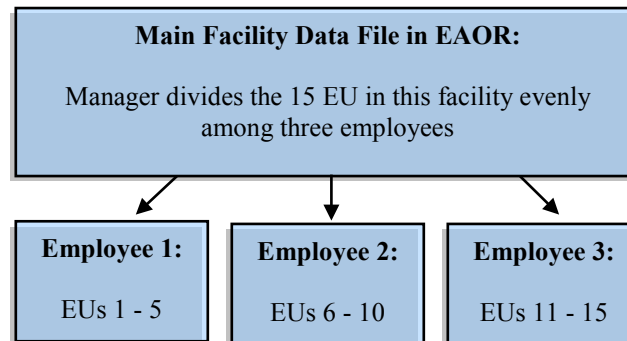 Main Facility Data File in EAOR:
Manager divides the 15 EU in this facility evenly
among three employees
Employee 1:
EUs 1 - 5
Employee 2:
EUs 6 - 10
Employee 3:
EUs 11 - 15